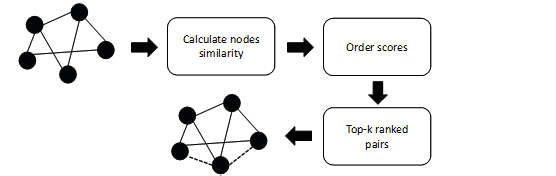 Calculate nodes
similarity
Order scores
Top-k ranked
pairs